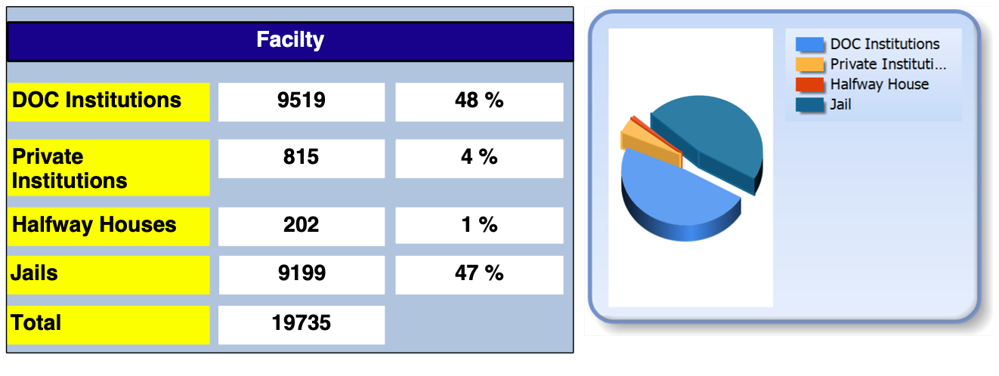 Facilty
DOC Institutions 9519 48 %
Private 815 4 %
Institutions
Halfway Houses 202 1 %
Jails 9199 47 %
Total 19735
DOC Institutions
Private Instituti...
Halfway House
Jail